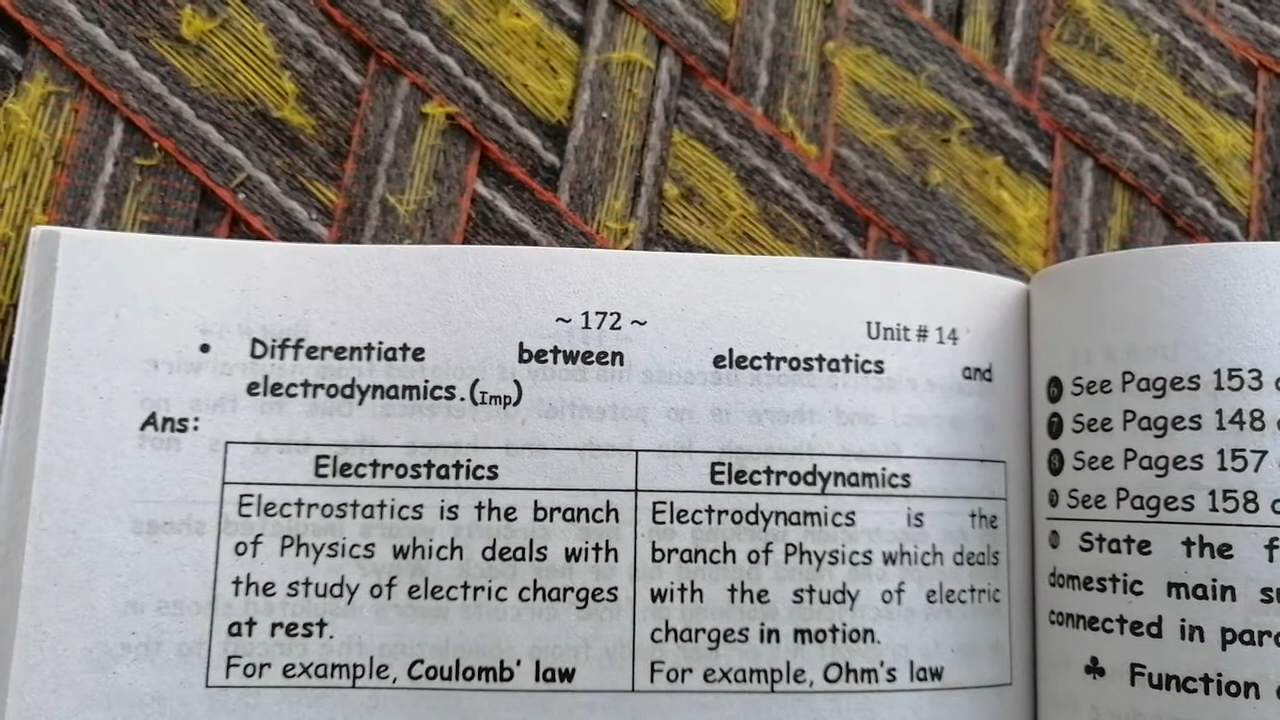 ~ 172 ~
Unit # 14
• Differentiate between electrostatics and
electrodynamics.(Imp)
Ans:
Electrostatics
Electrostatics is the branch
of Physics which deals with
the study of electric charges
at rest.
For example, Coulomb' law
Electrodynamics
Electrodynamics is the
branch of Physics which deals
with the study of electric
charges in motion.
For example, Ohm's law
❻ See Pages 153
❼ See Pages 148
❽ See Pages 157
See Pages 158
State the
domestic main
connected in
♣ Function